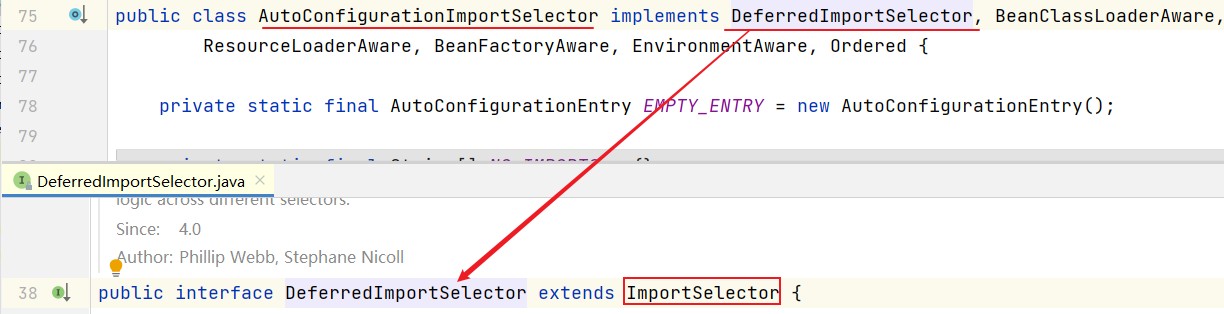 75 public class AutoConfigurationImportSelector implements DeferredImportSelector, BeanClassLoaderAware,
76 ResourceLoaderAware, BeanFactoryAware, EnvironmentAware, Ordered {
77
78 private static final AutoConfigurationEntry EMPTY_ENTRY = new AutoConfigurationEntry();
79
DeferredImportSelector.java
logic across different selectors.
Since: 4.0
Author: Phillip Webb, Stephane Nicoll
38 public interface DeferredImportSelector extends ImportSelector {